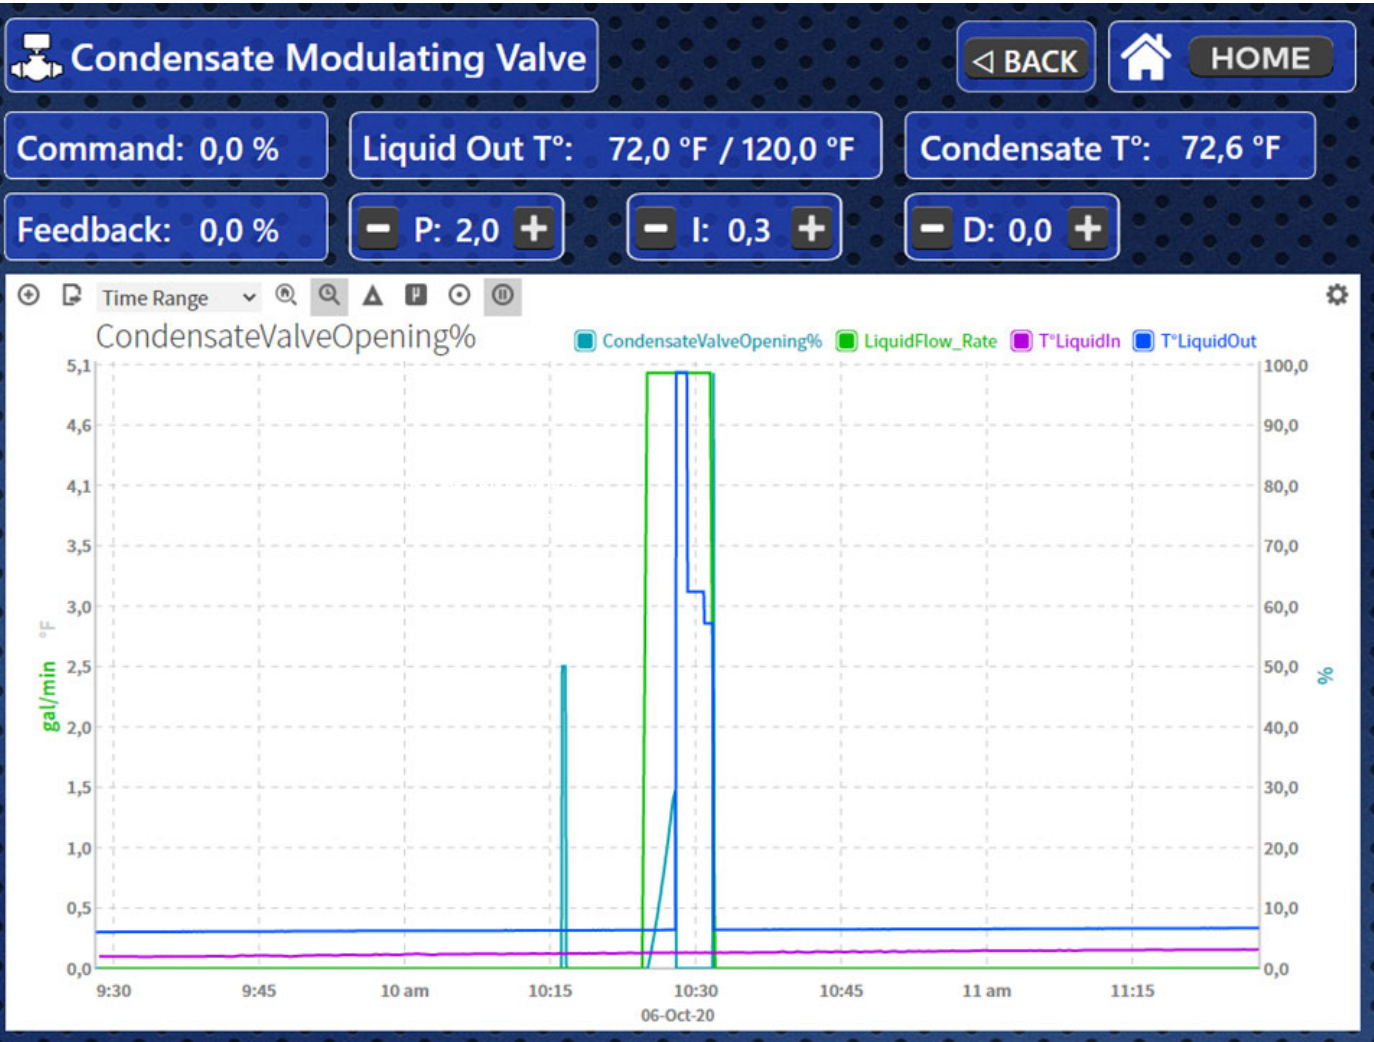 Condensate Modulating Valve
◁ BACK
HOME
Command: 0,0 %
Liquid Out T°: 72,0 °F / 120,0 °F
Condensate T°: 72,6 °F
Feedback: 0,0 %
− P: 2,0 +
− I: 0,3 +
− D: 0,0 +
Time Range
µ
CondensateValveOpening%
CondensateValveOpening% LiquidFlow_Rate T°LiquidIn T°LiquidOut
5,1 100,0
4,6 90,0
4,1 80,0
3,5 70,0
3,0 60,0
2,5 50,0
2,0 40,0
1,5 30,0
1,0 20,0
0,5 10,0
0,0 0,0
gal/min °F
%
9:30 9:45 10 am 10:15 10:30 10:45 11 am 11:15
06-Oct-20